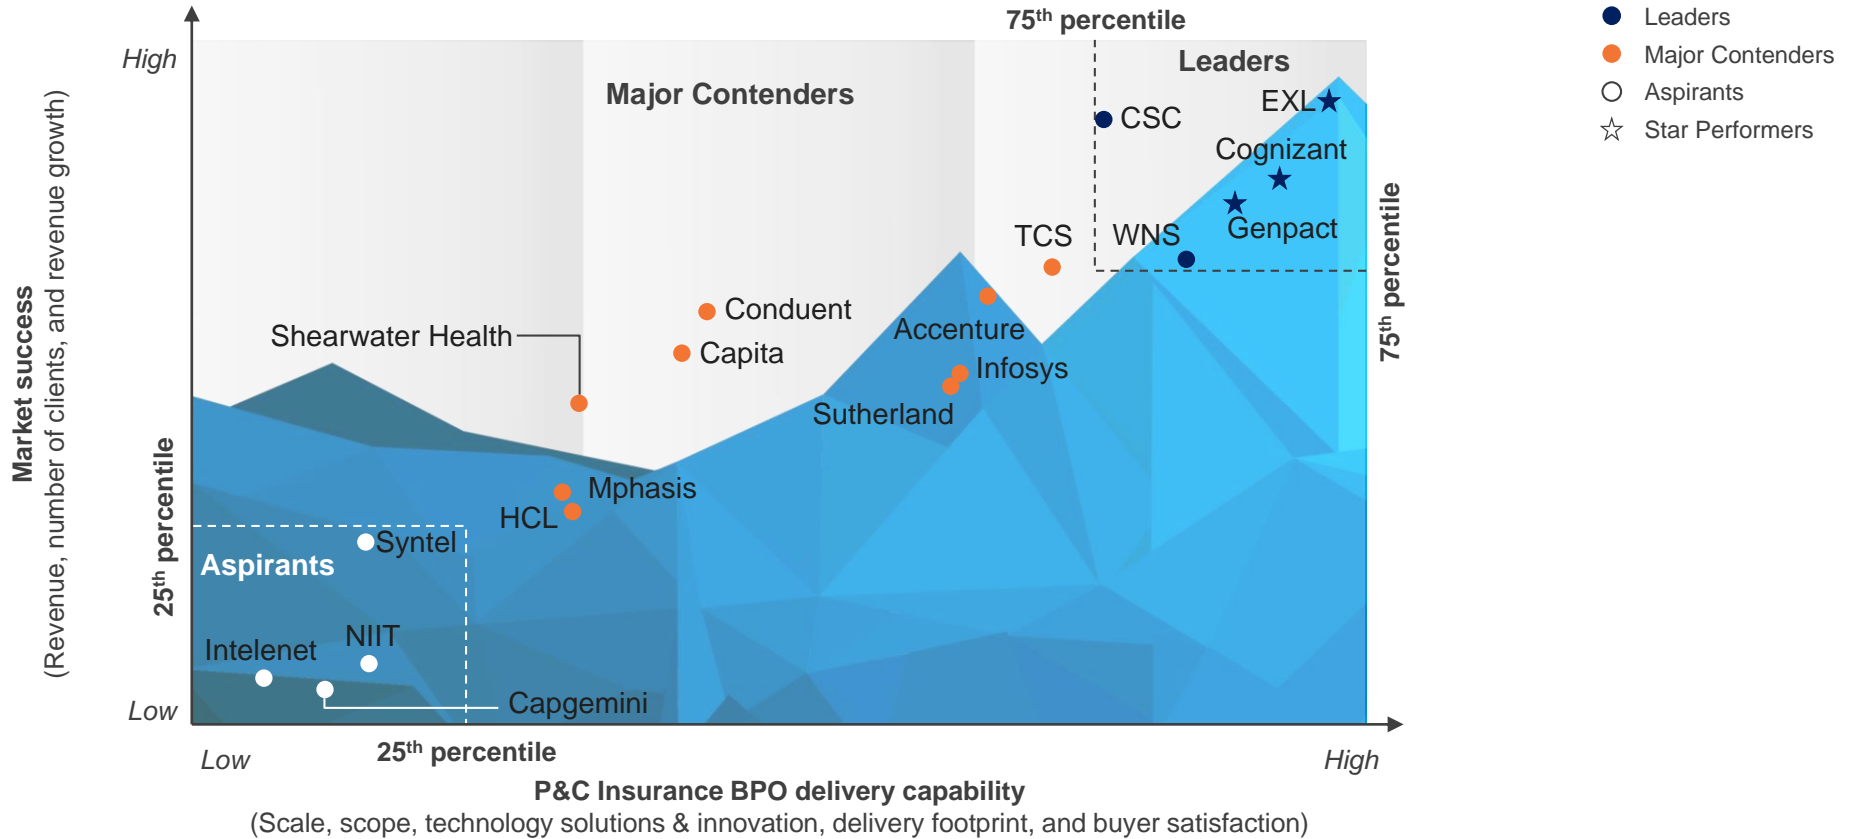 75th percentile
Leaders
High
Leaders
Major Contenders
Major Contenders
Aspirants
Star Performers
EXL
CSC
Cognizant
Genpact
TCS
WNS
75th percentile
Conduent
Shearwater Health
Accenture
Capita
Infosys
Sutherland
Market success
(Revenue, number of clients, and revenue growth)
25th percentile
Mphasis
HCL
Syntel
Aspirants
NIIT
Intelenet
Capgemini
Low
25th percentile
Low
High
P&C Insurance BPO delivery capability
(Scale, scope, technology solutions & innovation, delivery footprint, and buyer satisfaction)